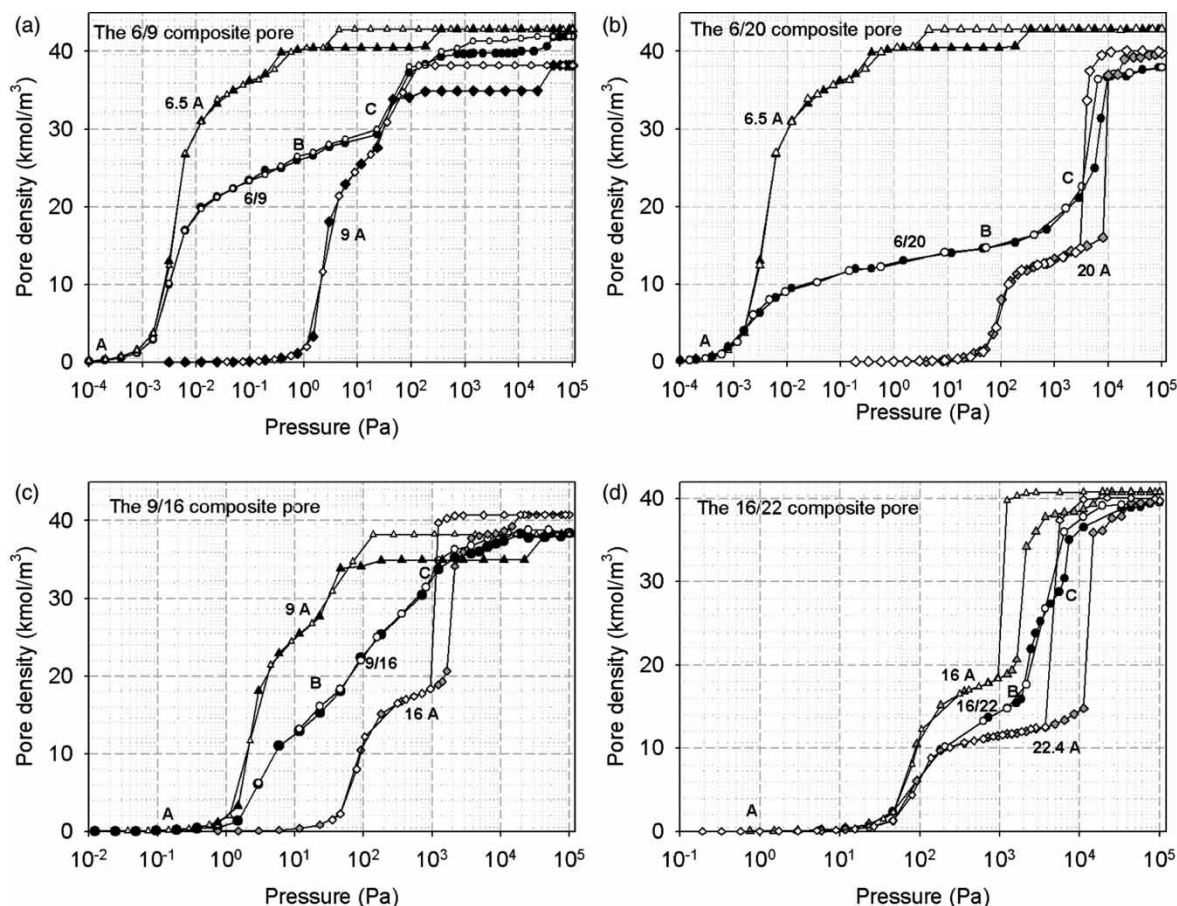 (a)
The 6/9 composite pore
6.5 A
B
C
6/9
9 A
A
40
30
20
10
0
Pore density (kmol/m³)
10⁻⁴ 10⁻³ 10⁻² 10⁻¹ 10⁰ 10¹ 10² 10³ 10⁴ 10⁵
Pressure (Pa)
(b)
The 6/20 composite pore
6.5 A
C
6/20
B
20 A
A
40
30
20
10
0
Pore density (kmol/m³)
10⁻⁴ 10⁻³ 10⁻² 10⁻¹ 10⁰ 10¹ 10² 10³ 10⁴ 10⁵
Pressure (Pa)
(c)
The 9/16 composite pore
C
9 A
9/16
B
16 A
A
40
30
20
10
0
Pore density (kmol/m³)
10⁻² 10⁻¹ 10⁰ 10¹ 10² 10³ 10⁴ 10⁵
Pressure (Pa)
(d)
The 16/22 composite pore
C
16 A
B
16/22
22.4 A
A
40
30
20
10
0
Pore density (kmol/m³)
10⁻¹ 10⁰ 10¹ 10² 10³ 10⁴ 10⁵
Pressure (Pa)